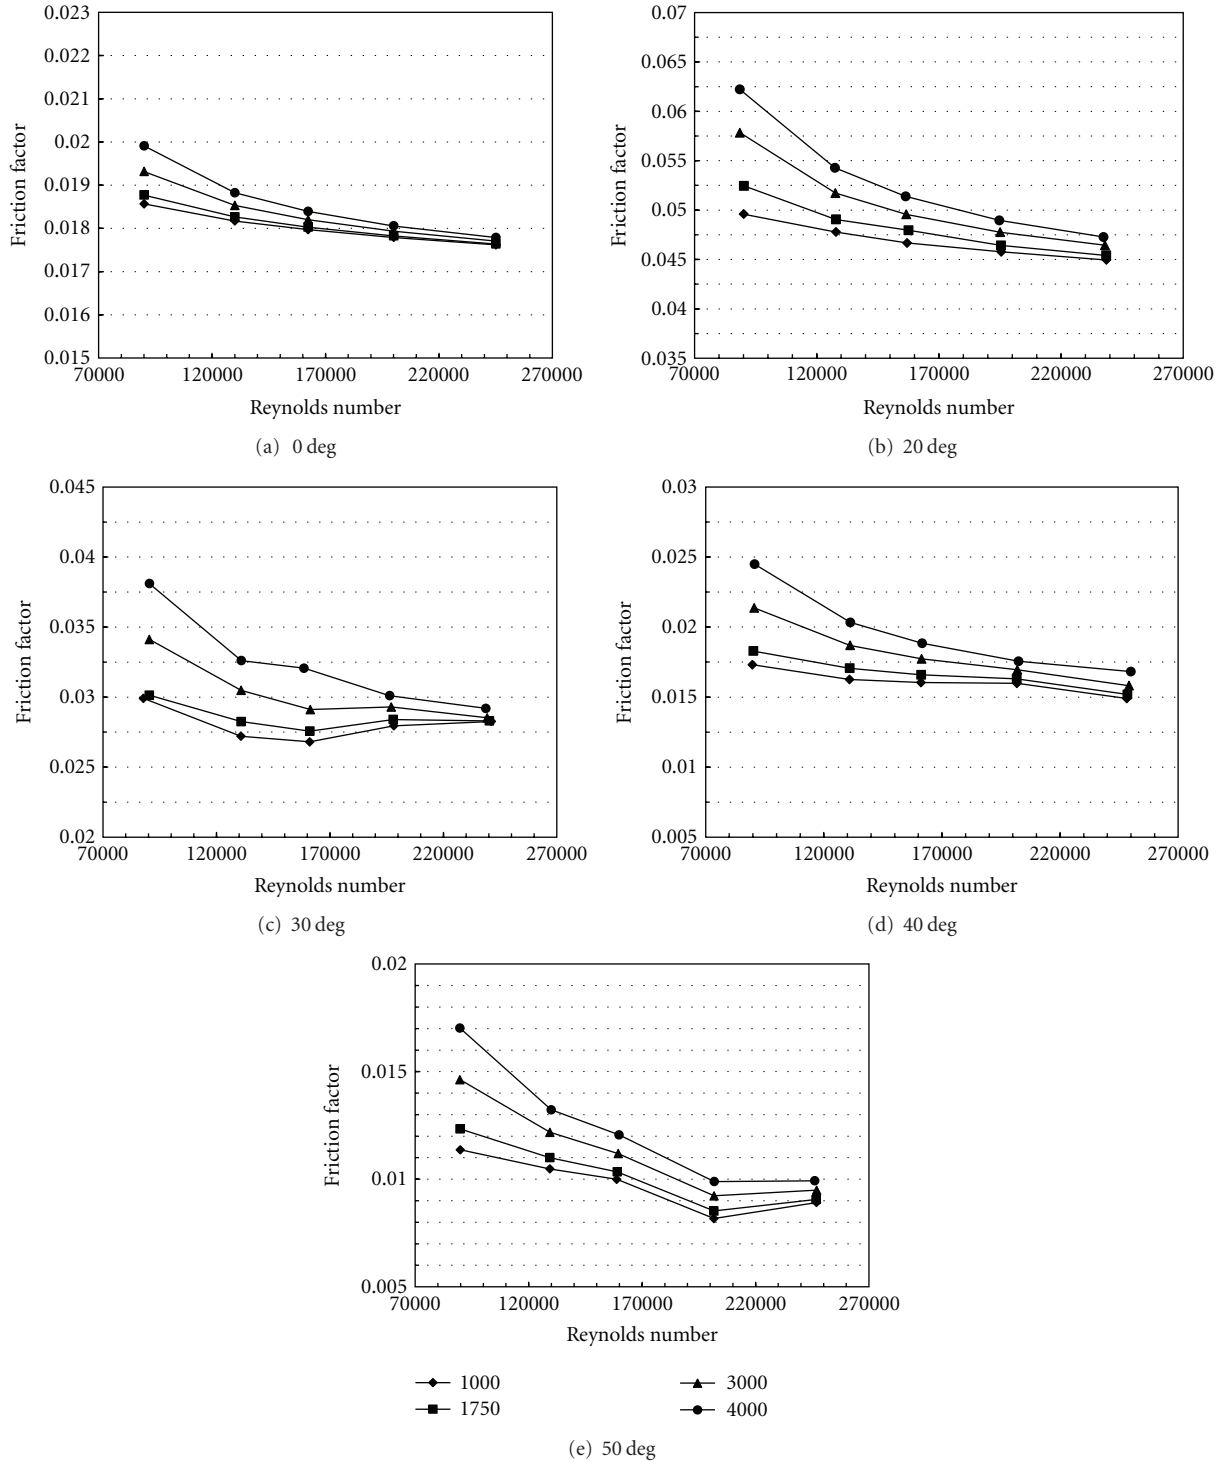 0.023
0.022
0.021
0.02
0.019
0.018
0.017
0.016
0.015
Friction factor
70000 120000 170000 220000 270000
Reynolds number
(a) 0 deg
0.07
0.065
0.06
0.055
0.05
0.045
0.04
0.035
Friction factor
70000 120000 170000 220000 270000
Reynolds number
(b) 20 deg
0.045
0.04
0.035
0.03
0.025
0.02
Friction factor
70000 120000 170000 220000 270000
Reynolds number
(c) 30 deg
0.03
0.025
0.02
0.015
0.01
0.005
Friction factor
70000 120000 170000 220000 270000
Reynolds number
(d) 40 deg
0.02
0.015
0.01
0.005
Friction factor
70000 120000 170000 220000 270000
Reynolds number
1000
1750
3000
4000
(e) 50 deg